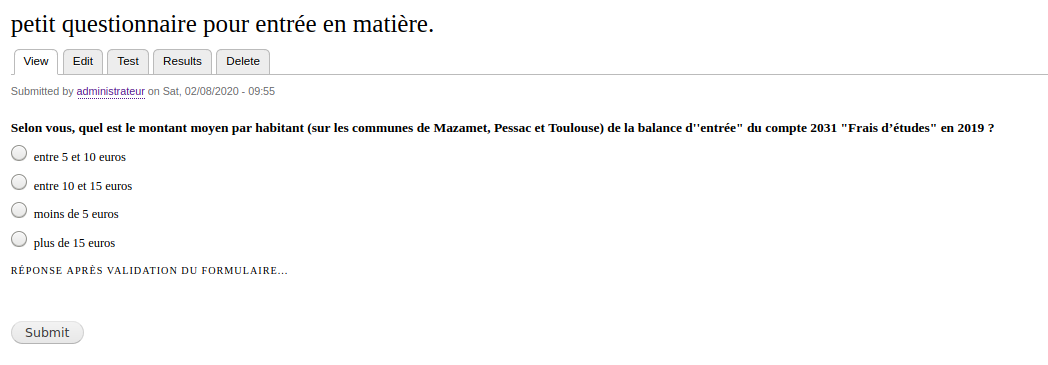 petit questionnaire pour entrée en matière.
View Edit Test Results Delete
Submitted by administrateur on Sat, 02/08/2020 - 09:55
Selon vous, quel est le montant moyen par habitant (sur les communes de Mazamet, Pessac et Toulouse) de la balance d''entrée" du compte 2031 "Frais d’études" en 2019 ?
entre 5 et 10 euros
entre 10 et 15 euros
moins de 5 euros
plus de 15 euros
RÉPONSE APRÈS VALIDATION DU FORMULAIRE...
Submit